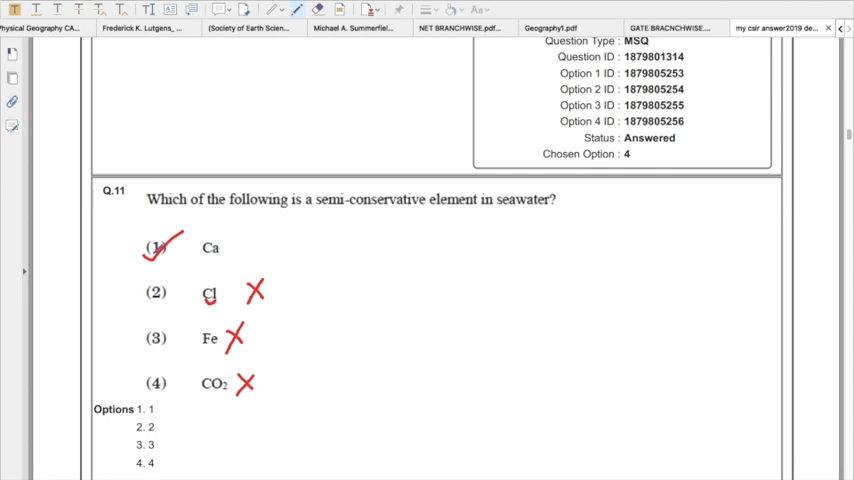 hysical Geography CA...
Frederick K. Lutgens,_ ...
(Society of Earth Scien...
Michael A. Summerfiel...
NET BRANCHWISE.pdf...
Geography1.pdf
GATE BRACNCHWISE....
my csir answer2019 de...
Question Type : MSQ
Question ID : 1879801314
Option 1 ID : 1879805253
Option 2 ID : 1879805254
Option 3 ID : 1879805255
Option 4 ID : 1879805256
Status : Answered
Chosen Option : 4
Q.11
Which of the following is a semi-conservative element in seawater?
(1) Ca
(2) Cl
(3) Fe
(4) CO₂
Options 1. 1
2. 2
3. 3
4. 4